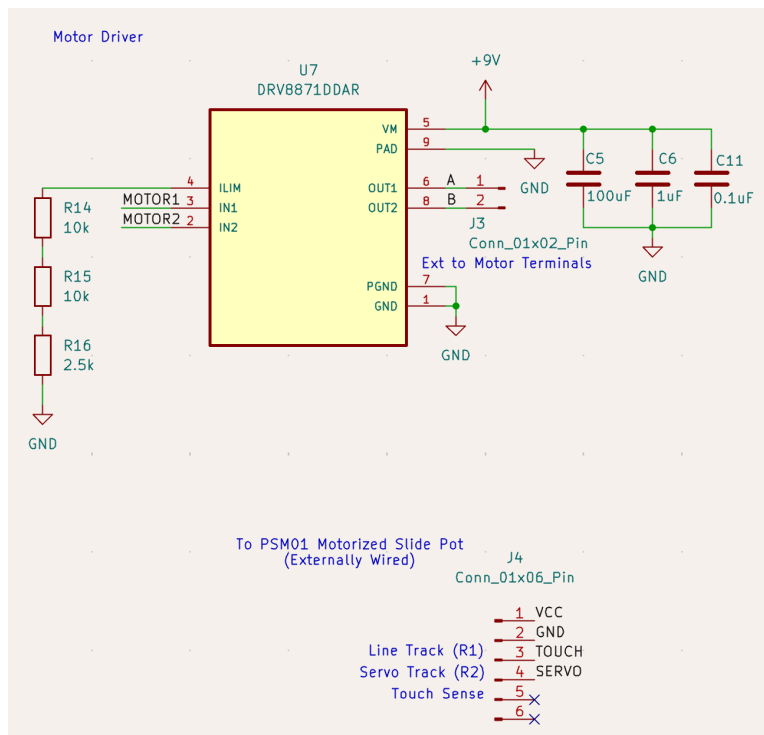 Motor Driver
U7
DRV8871DDAR
+9V
VM 5
PAD 9
GND
C5
100uF
C6
1uF
C11
0.1uF
GND
4 ILIM
MOTOR1 3 IN1
MOTOR2 2 IN2
OUT1 6 A 1
OUT2 8 B 2
J3
Conn_01x02_Pin
Ext to Motor Terminals
R14
10k
R15
10k
R16
2.5k
GND
PGND 7
GND 1
GND
To PSM01 Motorized Slide Pot
(Externally Wired)
J4
Conn_01x06_Pin
1 VCC
2 GND
Line Track (R1) 3 TOUCH
Servo Track (R2) 4 SERVO
Touch Sense 5
6